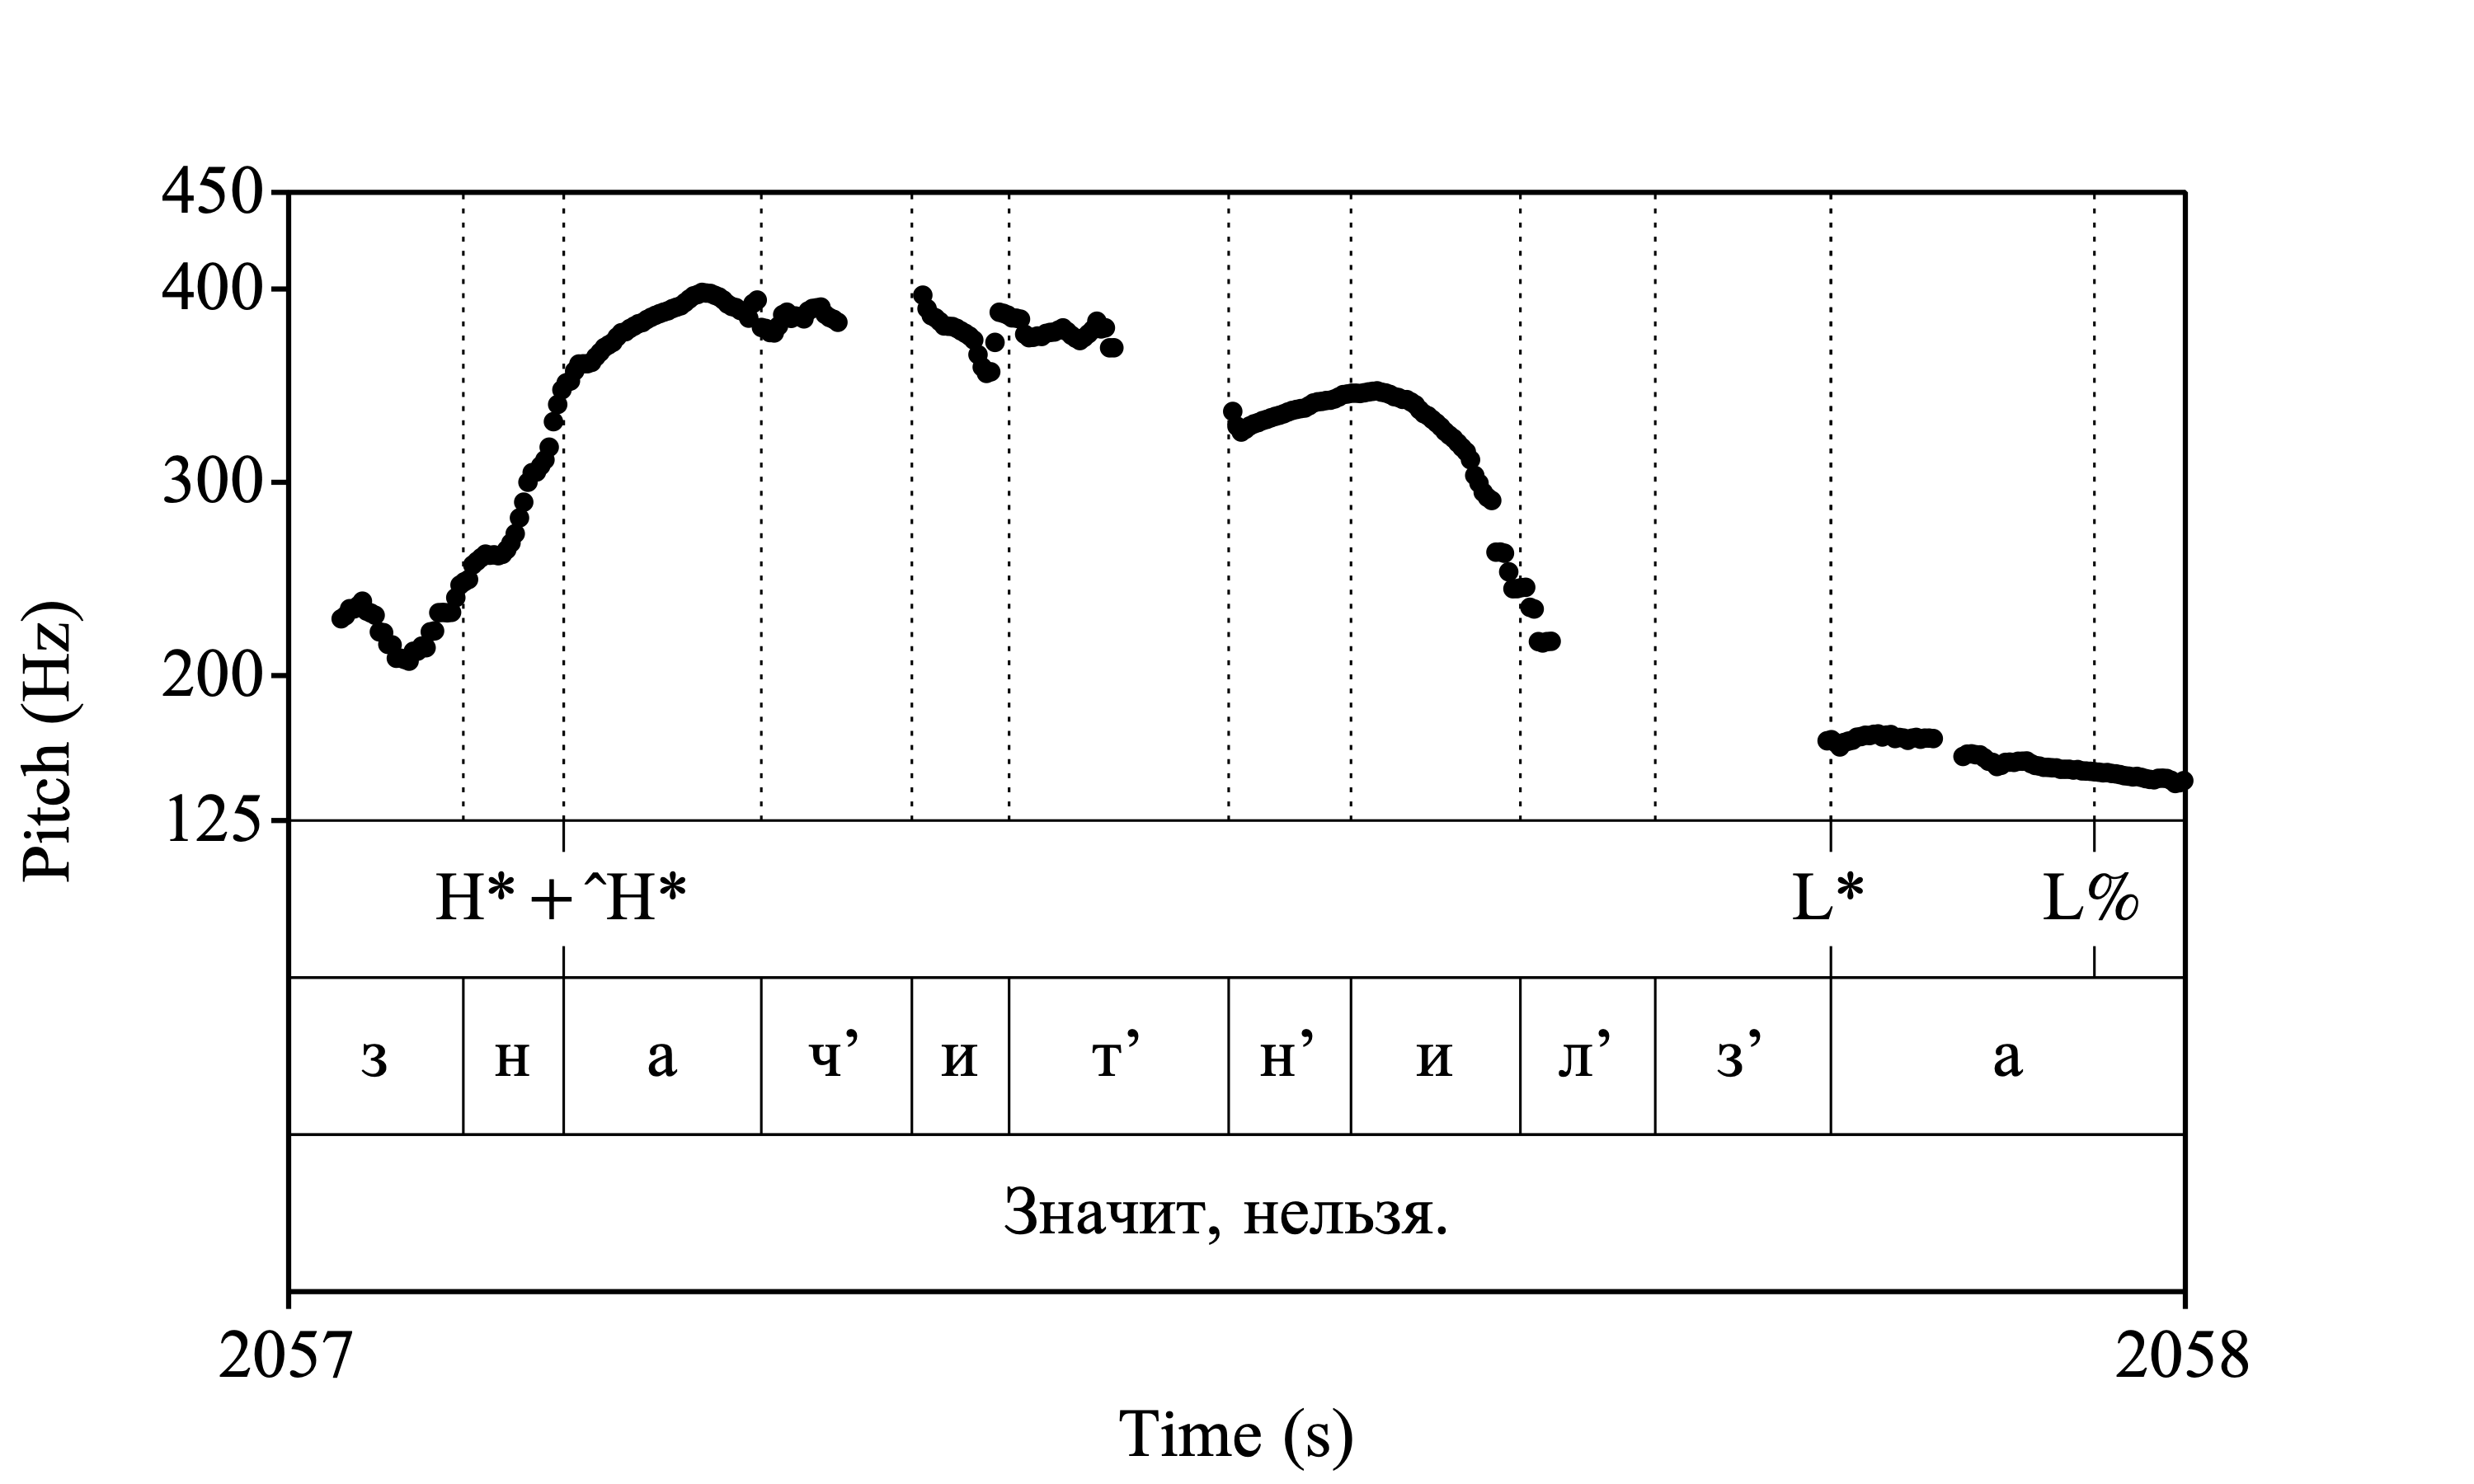 450
400
300
200
125
Pitch (Hz)
H*+^H* L* L%
з н а ч’ и т’ н’ и л’ з’ а
Значит, нельзя.
2057 2058
Time (s)